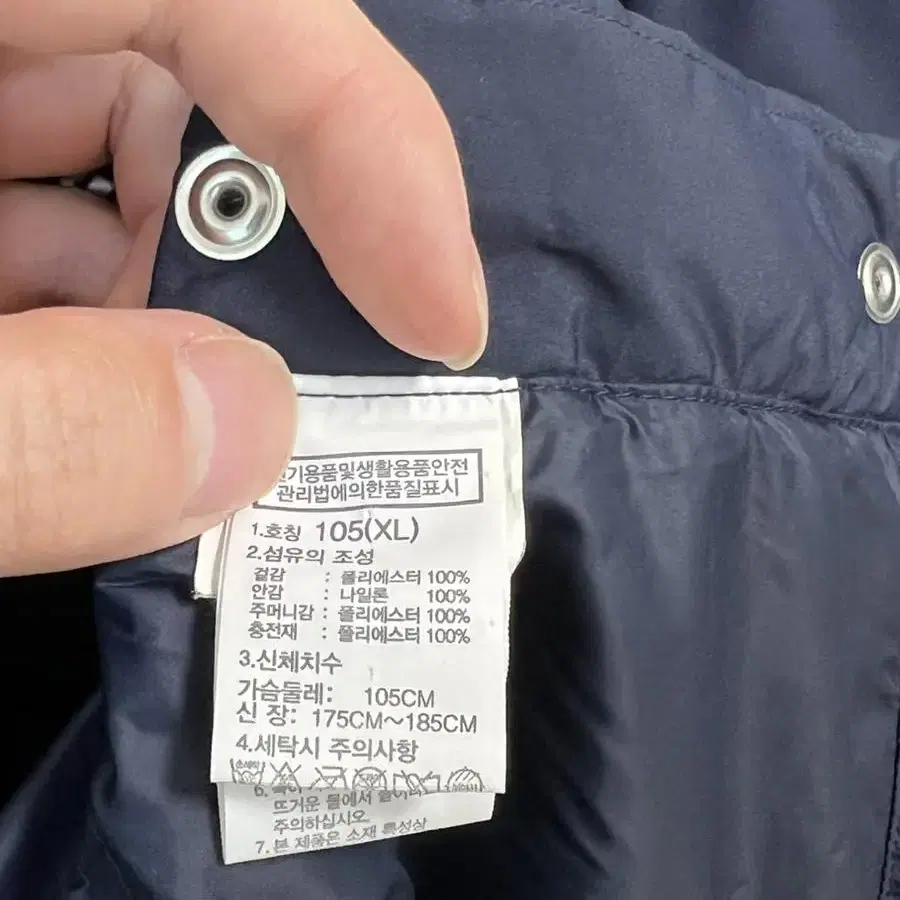 전기용품및생활용품안전
관리법에의한품질표시
1.호칭 105(XL)
2.섬유의 조성
겉감 : 폴리에스터 100%
안감 : 나일론 100%
주머니감 : 폴리에스터 100%
충전재 : 폴리에스터 100%
3.신체치수
가슴둘레: 105CM
신 장: 175CM~185CM
4.세탁시 주의사항
6.
뜨거운 물에서
주의하십시오.
7.본 제품은 소재 특성상